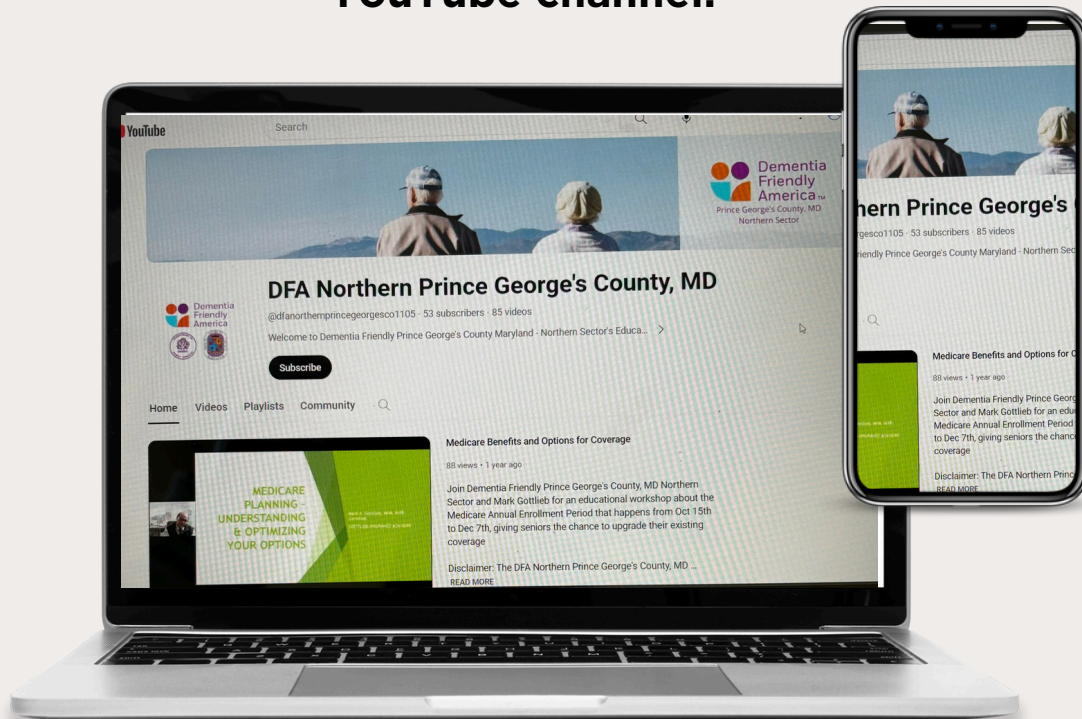 YouTube channel.
YouTube
Search
Dementia
Friendly
America TM
Prince George's County, MD
Northern Sector
DFA Northern Prince George's County, MD
Dementia
Friendly
America
@dfanorthernprincegeorgesco1105 · 53 subscribers · 85 videos
Welcome to Dementia Friendly Prince George's County Maryland - Northern Sector's Educa...
Subscribe
Home Videos Playlists Community
Medicare Benefits and Options for Coverage
88 views • 1 year ago
Join Dementia Friendly Prince George's County, MD Northern
Sector and Mark Gottlieb for an educational workshop about the
Medicare Annual Enrollment Period that happens from Oct 15th
to Dec 7th, giving seniors the chance to upgrade their existing
coverage
Disclaimer: The DFA Northern Prince George's County, MD ...
READ MORE
MEDICARE
PLANNING -
UNDERSTANDING
& OPTIMIZING
YOUR OPTIONS
hern Prince George's
rgesco1105 · 53 subscribers · 85 videos
riendly Prince George's County Maryland - Northern Sec
Medicare Benefits and Options for C
88 views • 1 year ago
Join Dementia Friendly Prince Georg
Sector and Mark Gottlieb for an edu
Medicare Annual Enrollment Period
to Dec 7th, giving seniors the chance
coverage
Disclaimer: The DFA Northern Princ
READ MORE